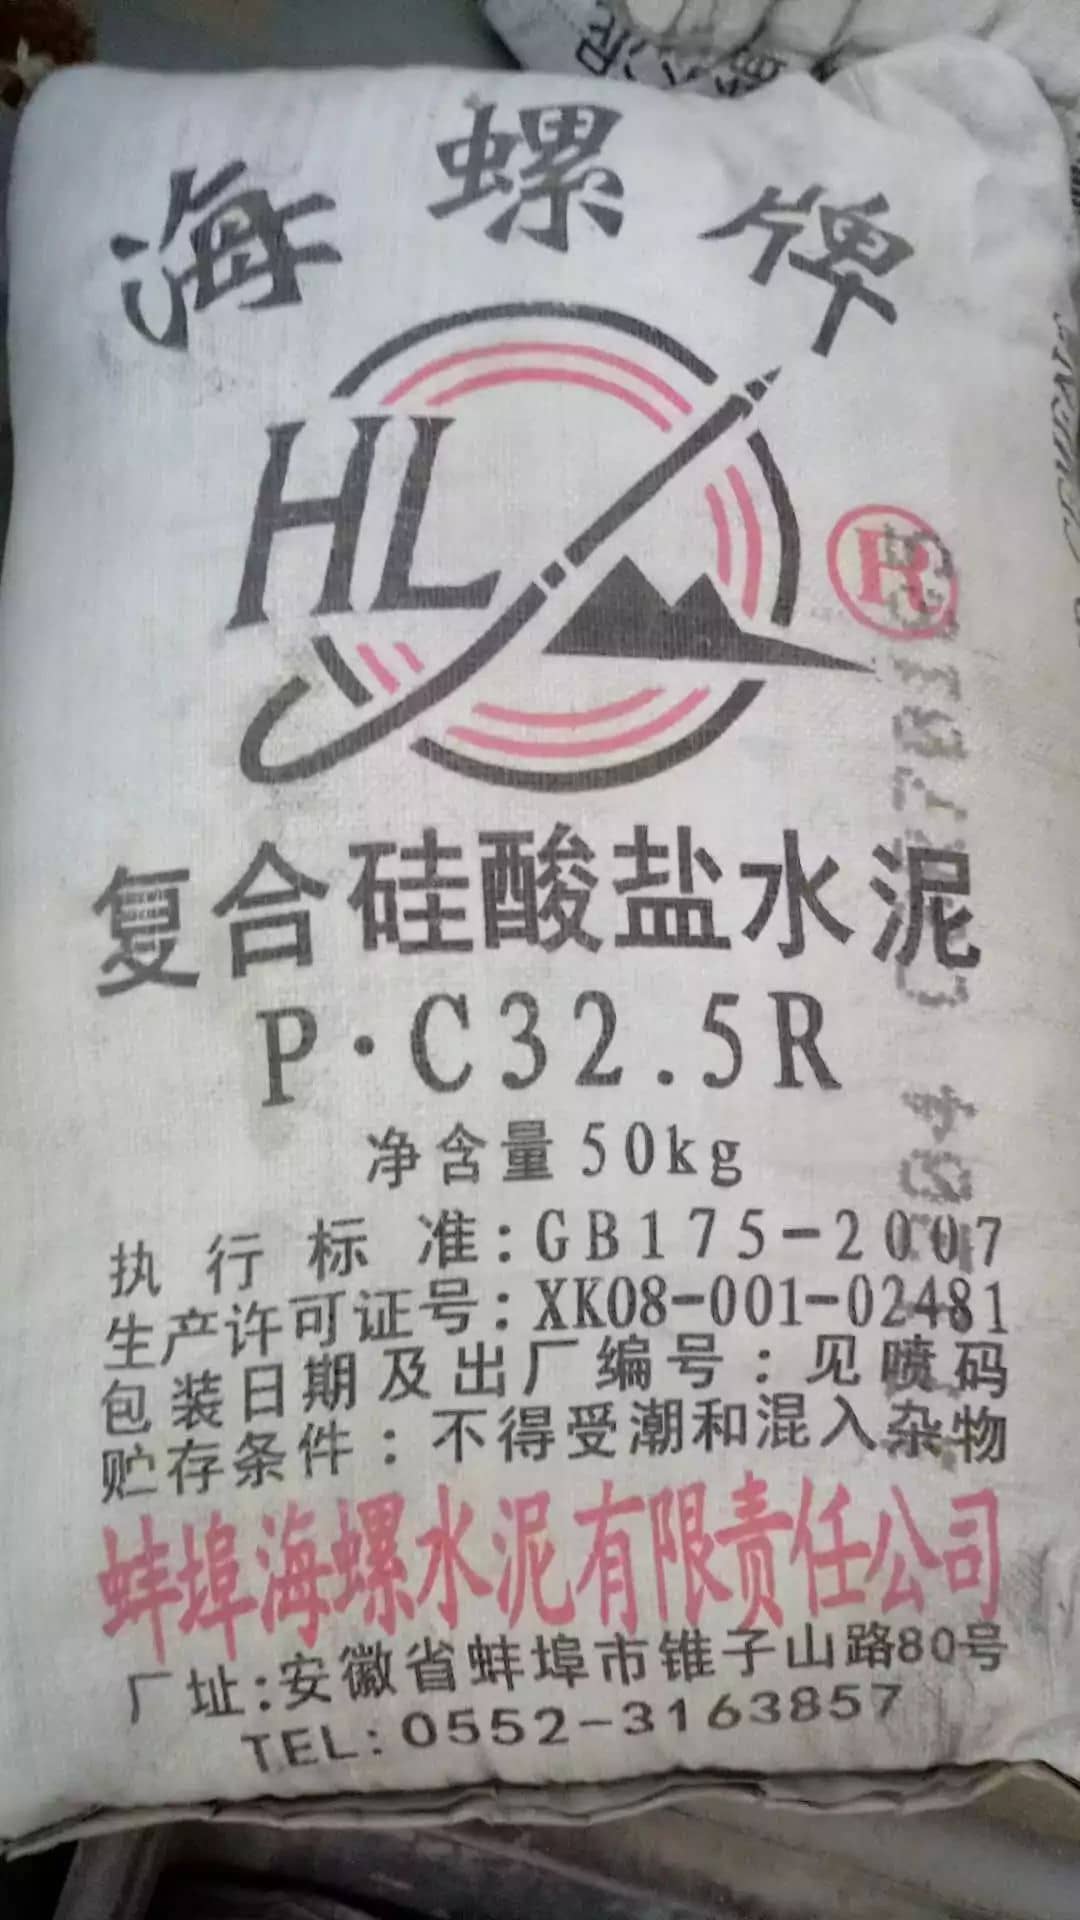 海螺牌
HL
R
复合硅酸盐水泥
P·C32.5R
净含量50kg
执行标准:GB175-2007
生产许可证号:XK08-001-02481
包装日期及出厂编号:见喷码
贮存条件:不得受潮和混入杂物
蚌埠海螺水泥有限责任公司
厂址:安徽省蚌埠市锥子山路80号
TEL:0552-3163857